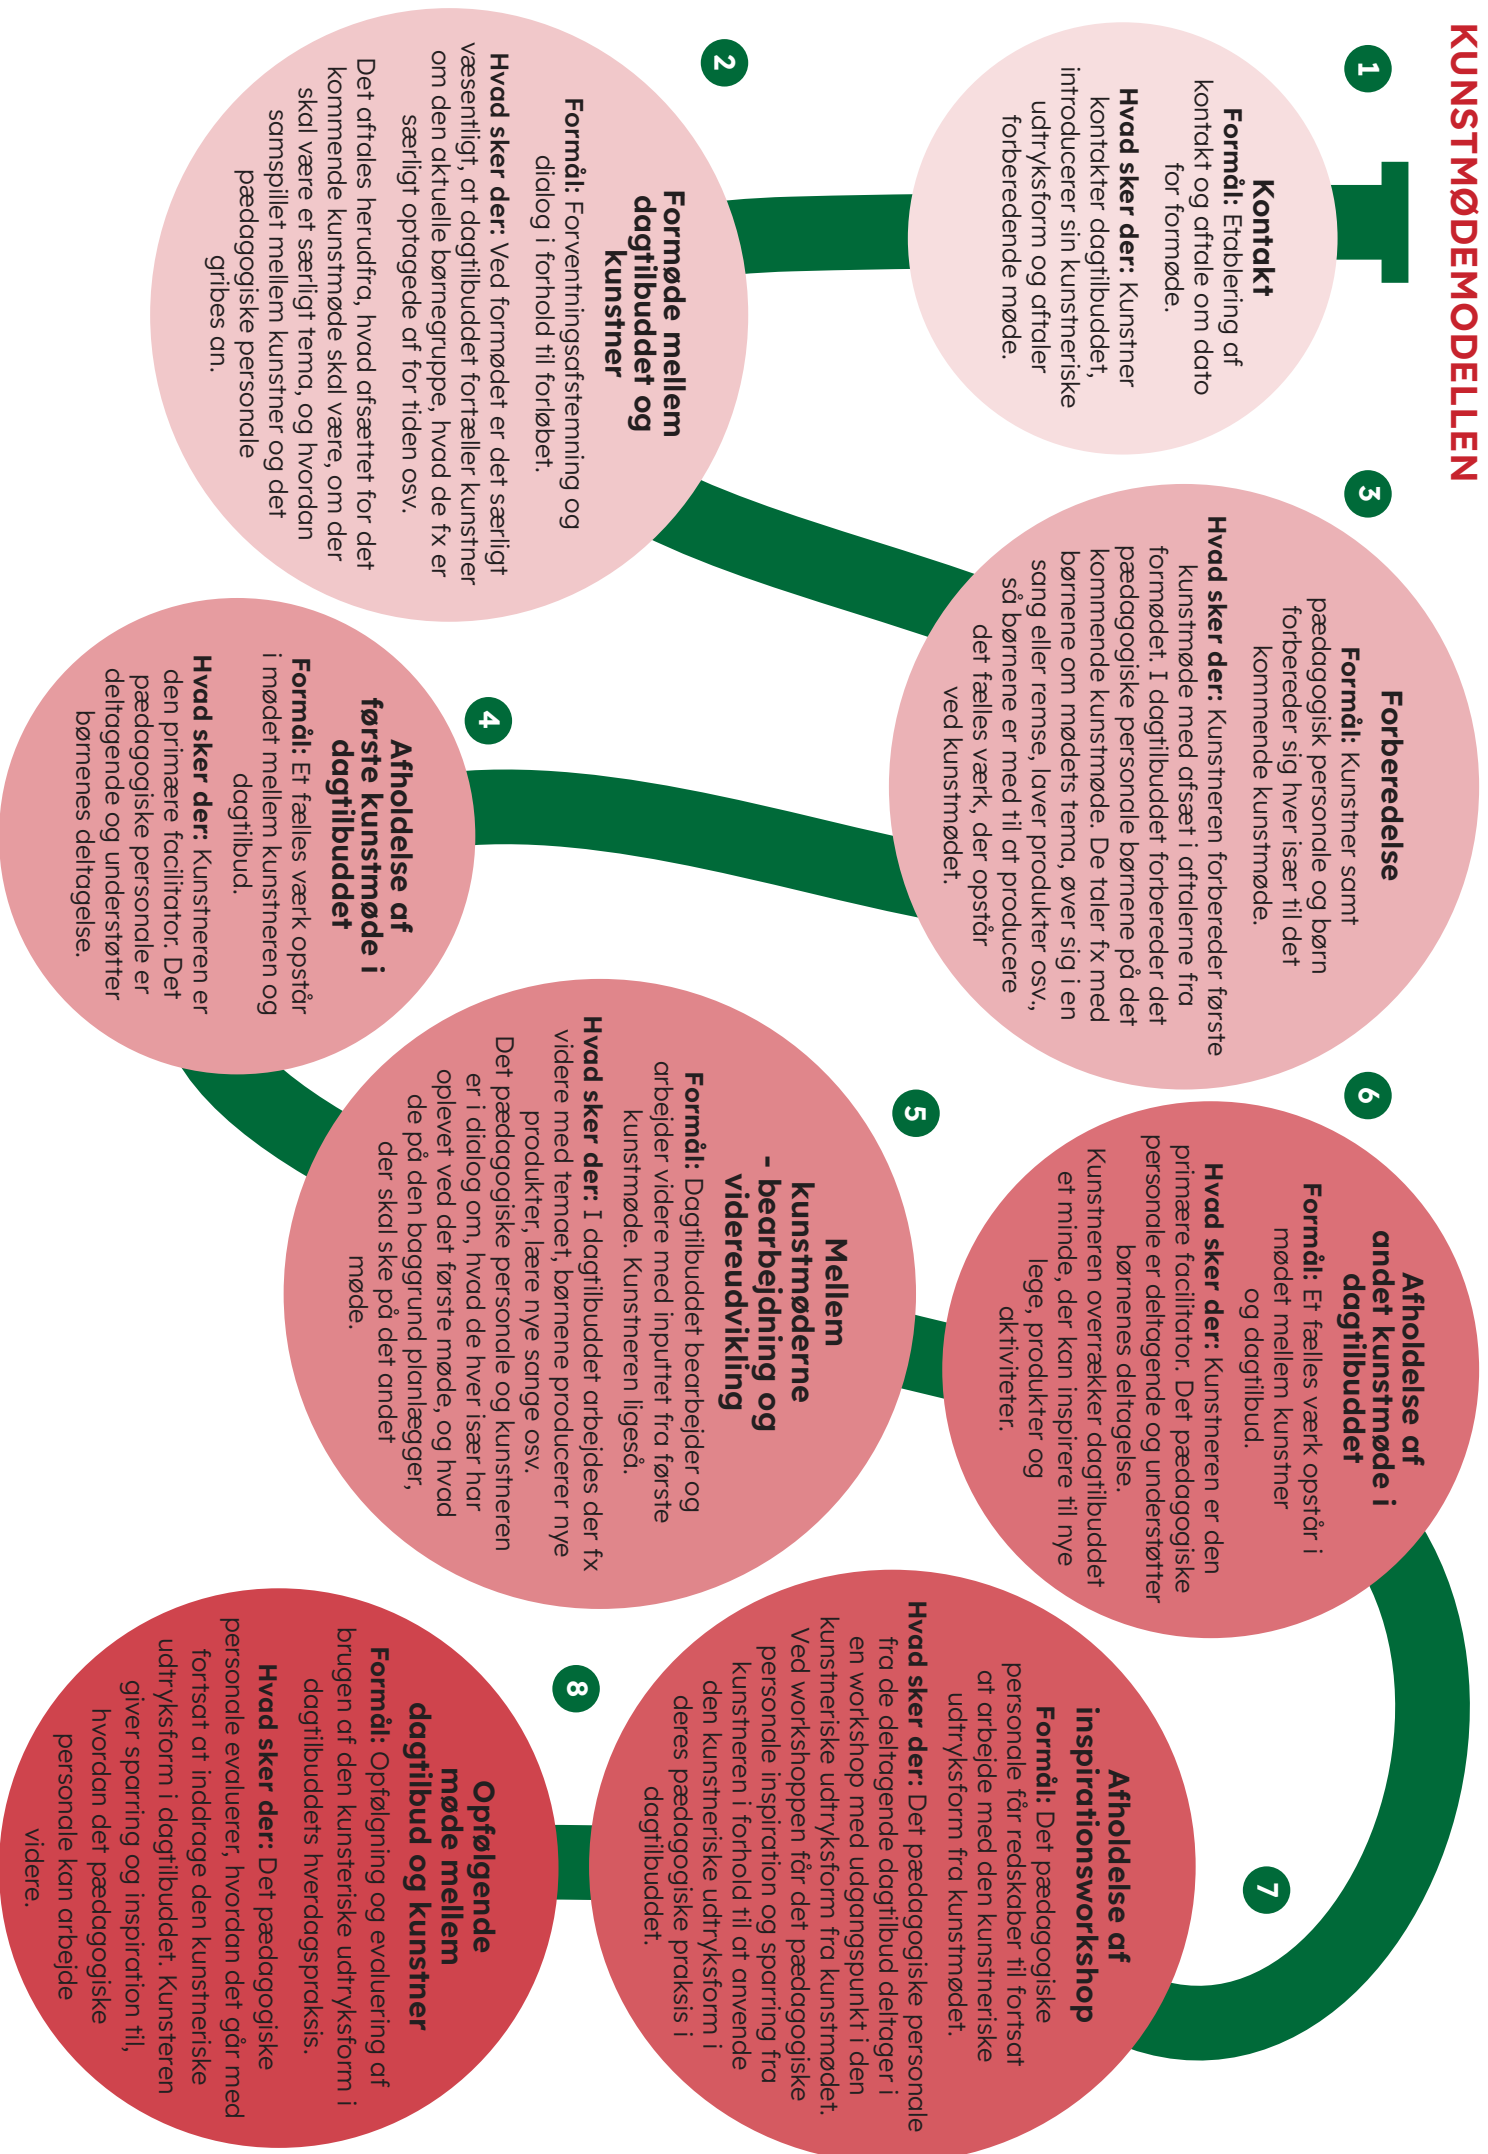 KUNSTMØDEMODELLEN
1
Kontakt
Formål: Etablering af
kontakt og aftale om dato
for formøde.
Hvad sker der: Kunstner
kontakter dagtilbuddet,
introducerer sin kunstneriske
udtryksform og aftaler
forberedende møde.
2
Formøde mellem
dagtilbuddet og
kunstner
Formål: Forventningsafstemning og
dialog i forhold til forløbet.
Hvad sker der: Ved formødet er det særligt
væsentligt, at dagtilbuddet fortæller kunstner
om den aktuelle børnegruppe, hvad de fx er
særligt optagede af for tiden osv.
Det aftales herudfra, hvad afsættet for det
kommende kunstmøde skal være, om der
skal være et særligt tema, og hvordan
samspillet mellem kunstner og det
pædagogiske personale
gribes an.
3
Forberedelse
Formål: Kunstner samt
pædagogisk personale og børn
forbereder sig hver især til det
kommende kunstmøde.
Hvad sker der: Kunstneren forbereder første
kunstmøde med afsæt i aftalerne fra
formødet. I dagtilbuddet forbereder det
pædagogiske personale børnene på det
kommende kunstmøde. De taler fx med
børnene om mødets tema, øver sig i en
sang eller remse, laver produkter osv.,
så børnene er med til at producere
det fælles værk, der opstår
ved kunstmødet.
4
Afholdelse af
første kunstmøde i
dagtilbuddet
Formål: Et fælles værk opstår
i mødet mellem kunstneren og
dagtilbud.
Hvad sker der: Kunstneren er
den primære facilitator. Det
pædagogiske personale er
deltagende og understøtter
børnenes deltagelse.
5
Mellem
kunstmøderne
- bearbejdning og
videreudvikling
Formål: Dagtilbuddet bearbejder og
arbejder videre med inputtet fra første
kunstmøde. Kunstneren ligeså.
Hvad sker der: I dagtilbuddet arbejdes der fx
videre med temaet, børnene producerer nye
produkter, lære nye sange osv.
Det pædagogiske personale og kunstneren
er i dialog om, hvad de hver især har
oplevet ved det første møde, og hvad
de på den baggrund planlægger,
der skal ske på det andet
møde.
6
Afholdelse af
andet kunstmøde i
dagtilbuddet
Formål: Et fælles værk opstår i
mødet mellem kunstner
og dagtilbud.
Hvad sker der: Kunstneren er den
primære facilitator. Det pædagogiske
personale er deltagende og understøtter
børnenes deltagelse.
Kunstneren overrækker dagtilbuddet
et minde, der kan inspirere til nye
lege, produkter og
aktiviteter.
7
Afholdelse af
inspirationsworkshop
Formål: Det pædagogiske
personale får redskaber til fortsat
at arbejde med den kunstneriske
udtryksform fra kunstmødet.
Hvad sker der: Det pædagogiske personale
fra de deltagende dagtilbud deltager i
en workshop med udgangspunkt i den
kunstneriske udtryksform fra kunstmødet.
Ved workshoppen får det pædagogiske
personale inspiration og sparring fra
kunstneren i forhold til at anvende
den kunstneriske udtryksform i
deres pædagogiske praksis i
dagtilbuddet.
8
Opfølgende
møde mellem
dagtilbud og kunstner
Formål: Opfølgning og evaluering af
brugen af den kunsteriske udtryksform i
dagtilbuddets hverdagspraksis.
Hvad sker der: Det pædagogiske
personale evaluerer, hvordan det går med
fortsat at inddrage den kunstneriske
udtryksform i dagtilbuddet. Kunsteren
giver sparring og inspiration til,
hvordan det pædagogiske
personale kan arbejde
videre.